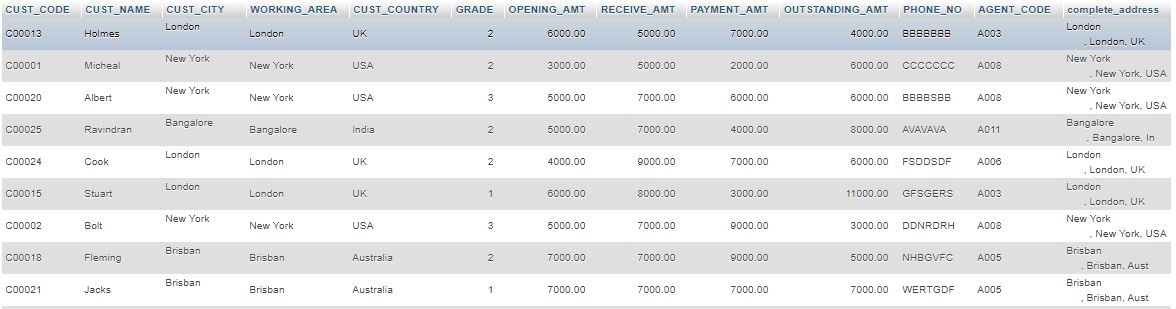 CUST_CODE CUST_NAME CUST_CITY WORKING_AREA CUST_COUNTRY GRADE OPENING_AMT RECEIVE_AMT PAYMENT_AMT OUTSTANDING_AMT PHONE_NO AGENT_CODE complete_address
C00013 Holmes London London UK 2 6000.00 5000.00 7000.00 4000.00 BBBBBBB A003 London
, London, UK
C00001 Micheal New York New York USA 2 3000.00 5000.00 2000.00 6000.00 CCCCCCC A008 New York
, New York, USA
C00020 Albert New York New York USA 3 5000.00 7000.00 6000.00 6000.00 BBBBSBB A008 New York
, New York, USA
C00025 Ravindran Bangalore Bangalore India 2 5000.00 7000.00 4000.00 8000.00 AVAVAVA A011 Bangalore
, Bangalore, In
C00024 Cook London London UK 2 4000.00 9000.00 7000.00 6000.00 FSDDSDF A006 London
, London, UK
C00015 Stuart London London UK 1 6000.00 8000.00 3000.00 11000.00 GFSGERS A003 London
, London, UK
C00002 Bolt New York New York USA 3 5000.00 7000.00 9000.00 3000.00 DDNRDRH A008 New York
, New York, USA
C00018 Fleming Brisban Brisban Australia 2 7000.00 7000.00 9000.00 5000.00 NHBGVFC A005 Brisban
, Brisban, Aust
C00021 Jacks Brisban Brisban Australia 1 7000.00 7000.00 7000.00 7000.00 WERTGDF A005 Brisban
, Brisban, Aust